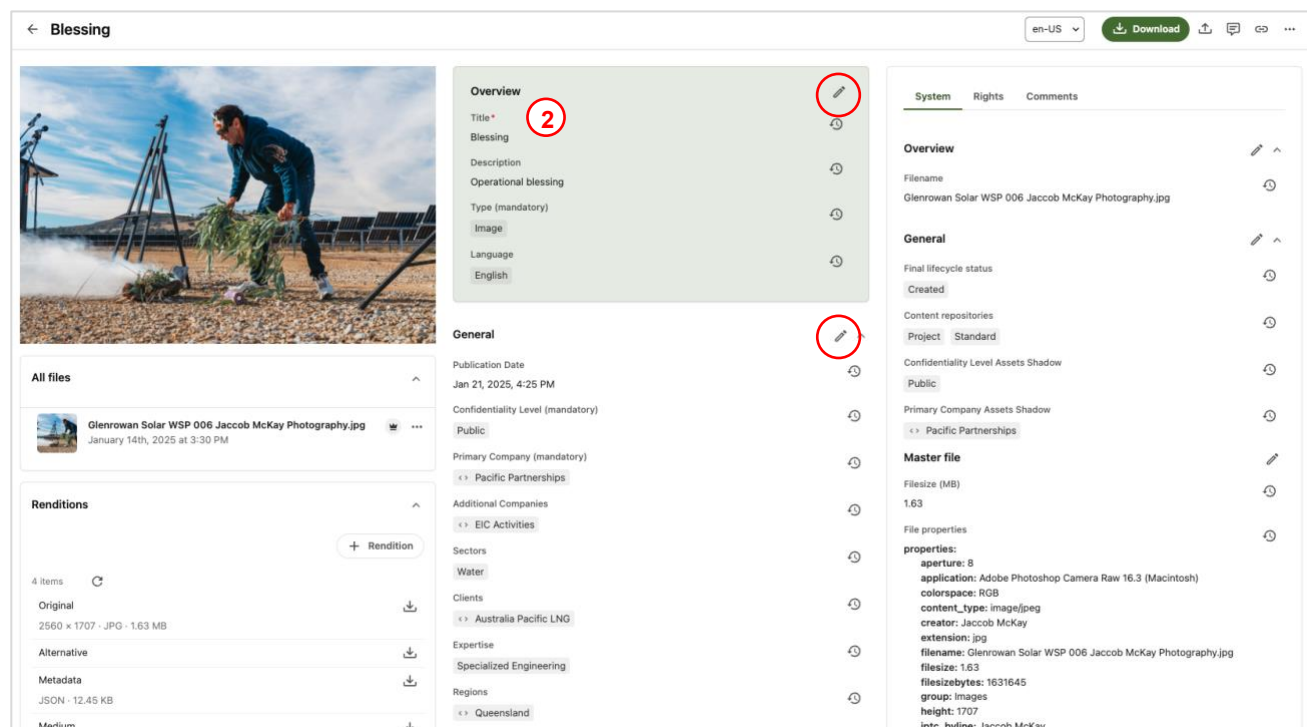 Blessing
en-US
Download
Overview
2
Title*
Blessing
Description
Operational blessing
Type (mandatory)
Image
Language
English
General
Publication Date
Jan 21, 2025, 4:25 PM
Confidentiality Level (mandatory)
Public
Primary Company (mandatory)
Pacific Partnerships
Additional Companies
EIC Activities
Sectors
Water
Clients
Australia Pacific LNG
Expertise
Specialized Engineering
Regions
Queensland
All files
Glenrowan Solar WSP 006 Jaccob McKay Photography.jpg
January 14th, 2025 at 3:30 PM
Renditions
+ Rendition
4 items
Original
2560 × 1707 · JPG · 1.63 MB
Alternative
Metadata
JSON · 12.45 KB
Medium
System Rights Comments
Overview
Filename
Glenrowan Solar WSP 006 Jaccob McKay Photography.jpg
General
Final lifecycle status
Created
Content repositories
Project Standard
Confidentiality Level Assets Shadow
Public
Primary Company Assets Shadow
Pacific Partnerships
Master file
Filesize (MB)
1.63
File properties
properties:
aperture: 8
application: Adobe Photoshop Camera Raw 16.3 (Macintosh)
colorspace: RGB
content_type: image/jpeg
creator: Jaccob McKay
extension: jpg
filename: Glenrowan Solar WSP 006 Jaccob McKay Photography.jpg
filesize: 1.63
filesizebytes: 1631645
group: Images
height: 1707
iptc_byline: Jaccob McKay